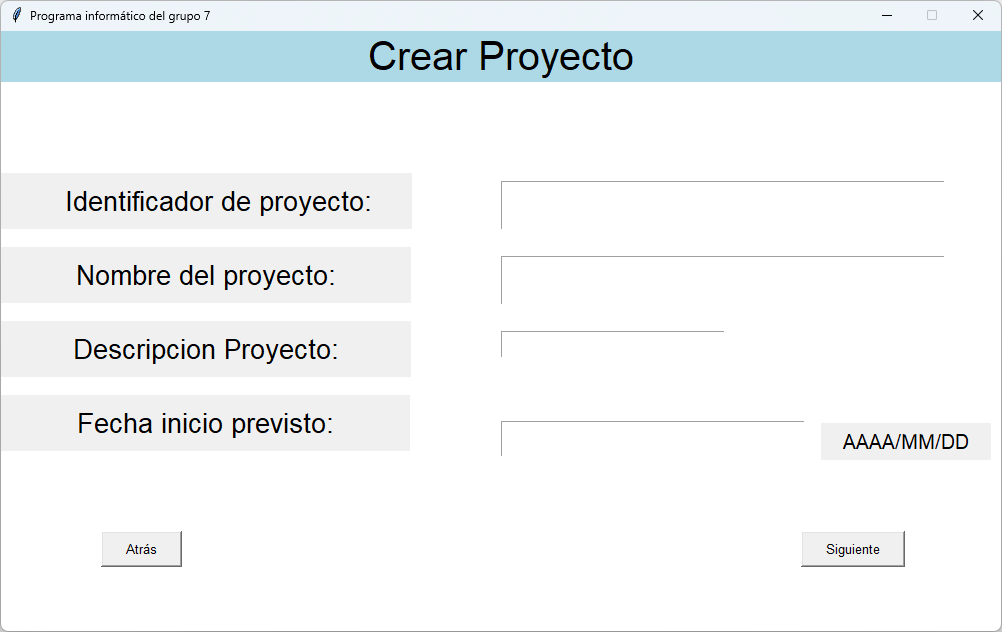 Programa informático del grupo 7
Crear Proyecto
Identificador de proyecto:
Nombre del proyecto:
Descripcion Proyecto:
Fecha inicio previsto:
AAAA/MM/DD
Atrás
Siguiente